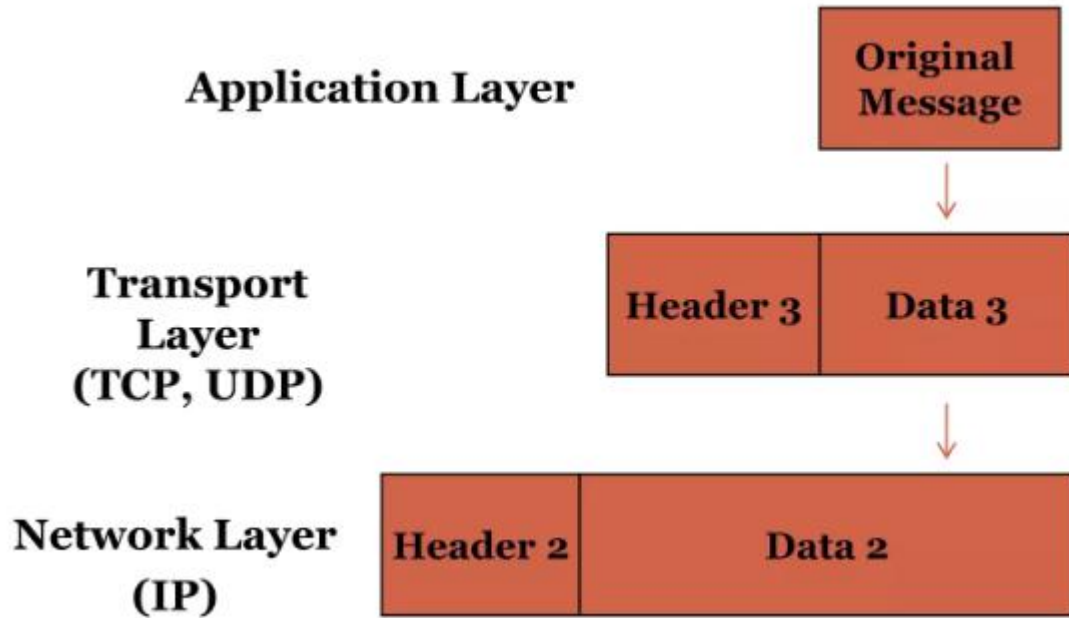 Application Layer
Original
Message
Transport
Layer
(TCP, UDP)
Header 3
Data 3
Network Layer
(IP)
Header 2
Data 2